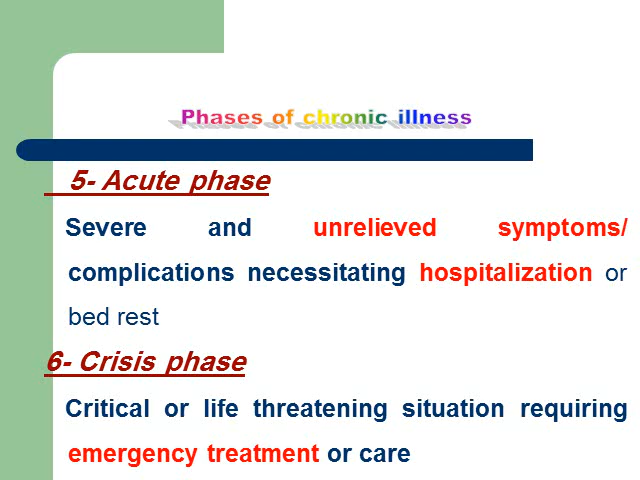 Phases of chronic illness
5- Acute phase
Severe and unrelieved symptoms/
complications necessitating hospitalization or
bed rest
6- Crisis phase
Critical or life threatening situation requiring
emergency treatment or care